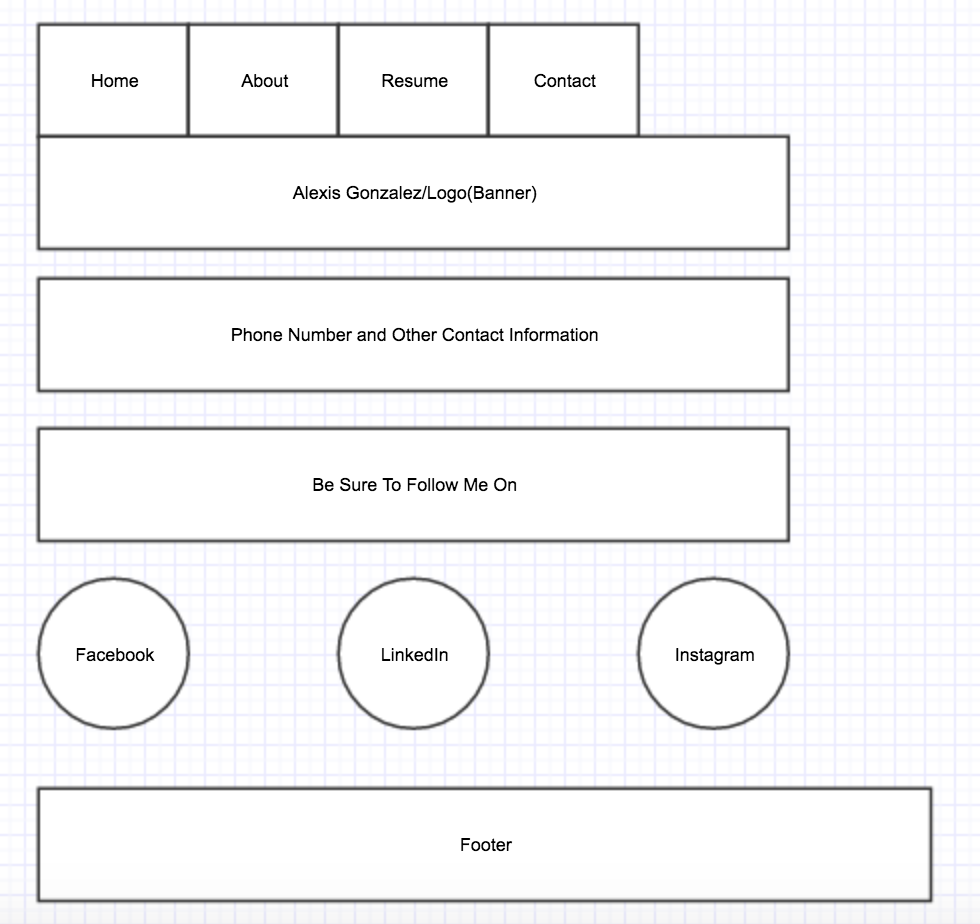 Home
About
Resume
Contact
Alexis Gonzalez/Logo(Banner)
Phone Number and Other Contact Information
Be Sure To Follow Me On
Facebook
LinkedIn
Instagram
Footer